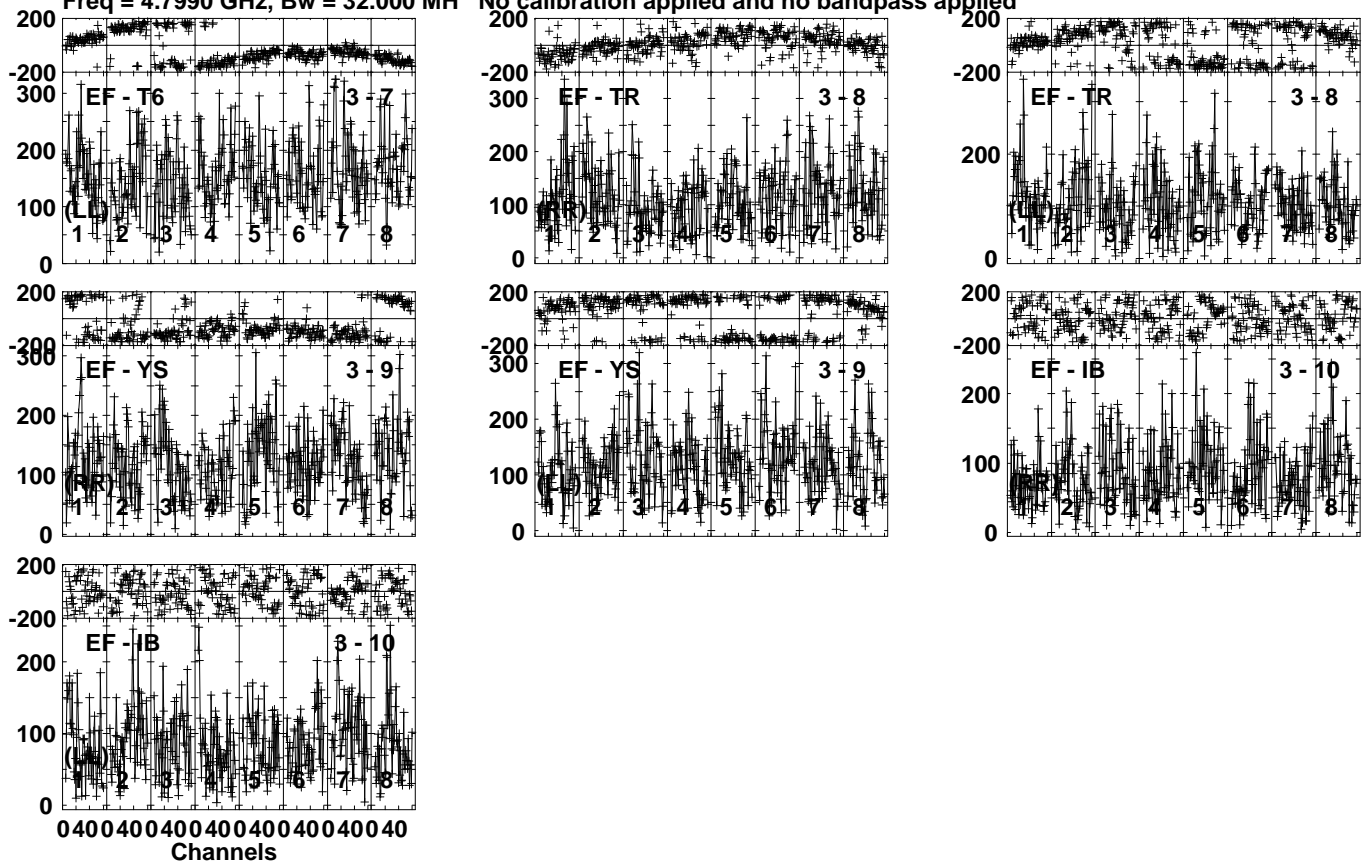 Freq = 4.7990 GHz, Bw = 32.000 MH No calibration applied and no bandpass applied
200
-200
300
200
100
0
EF - T6 3 - 7
(LL)
1 2 3 4 5 6 7 8
200
-200
300
200
100
0
EF - TR 3 - 8
(RR)
1 2 3 4 5 6 7 8
200
-200
200
0
EF - TR 3 - 8
(LL)
1 2 3 4 5 6 7 8
200
-200
300
200
100
0
EF - YS 3 - 9
(RR)
1 2 3 4 5 6 7 8
200
-200
300
200
100
0
EF - YS 3 - 9
(LL)
1 2 3 4 5 6 7 8
200
-200
200
100
0
EF - IB 3 - 10
(RR)
1 2 3 4 5 6 7 8
200
-200
200
100
0
EF - IB 3 - 10
(LL)
1 2 3 4 5 6 7 8
0 40 0 40 0 40 0 40 0 40 0 40 0 40 0 40
Channels